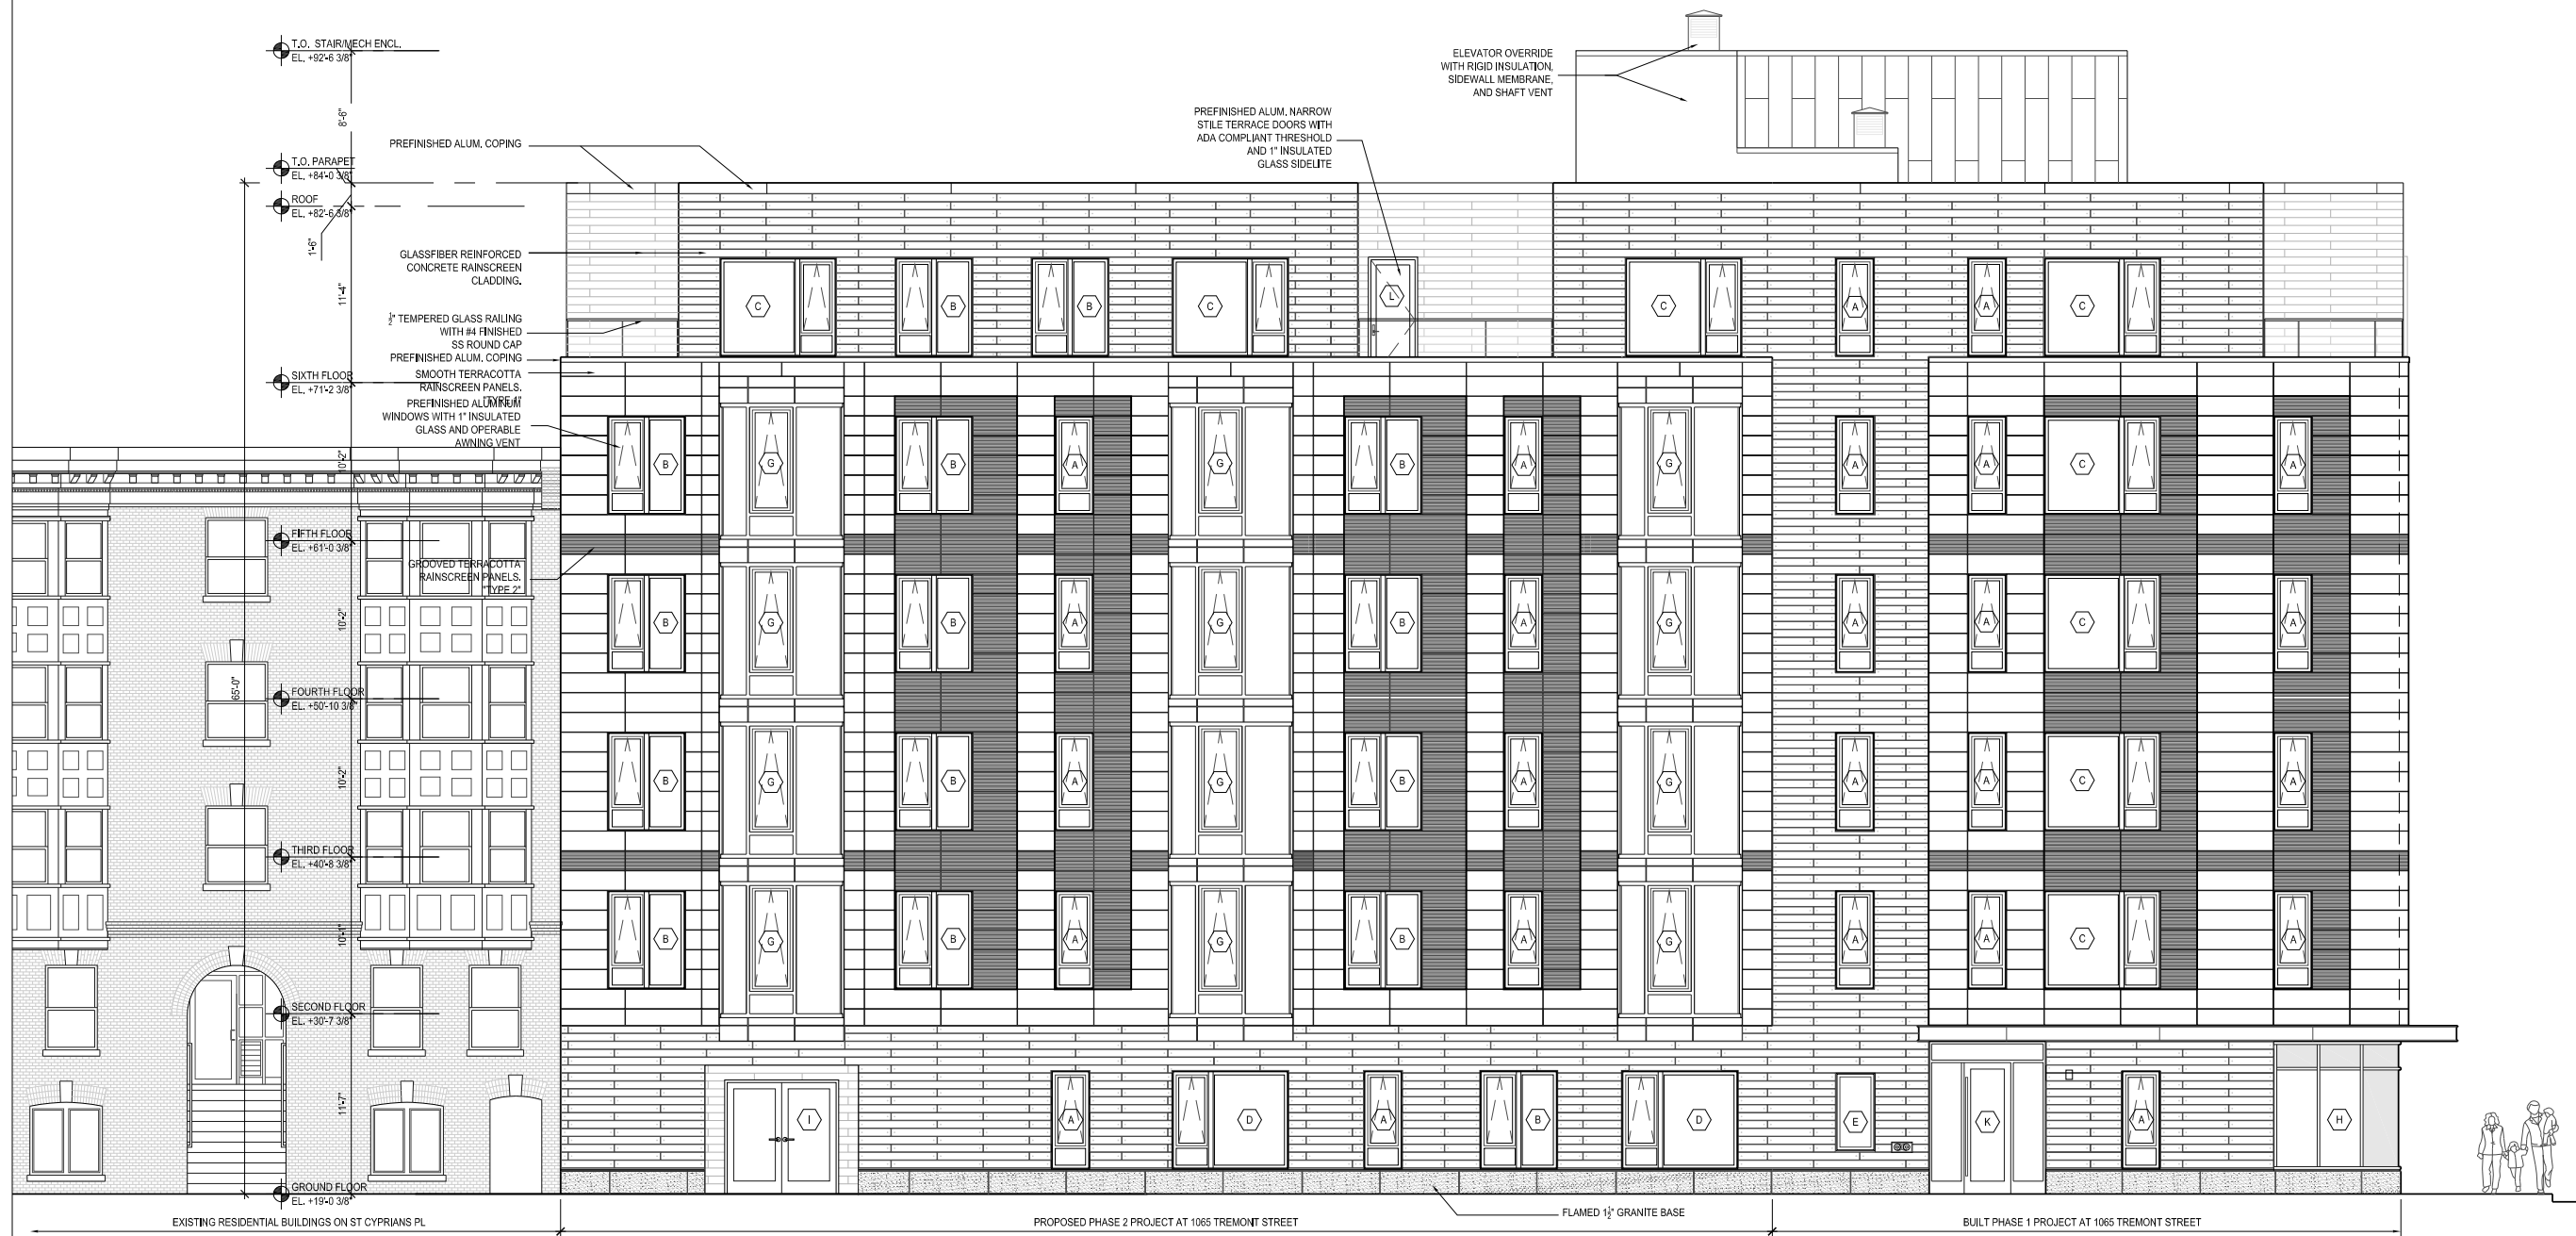 T.O. STAIR/MECH ENCL.
EL. +92'-6 3/8"
8'-6"
T.O. PARAPET
EL. +84'-0 3/8"
ROOF
EL. +82'-6 3/8"
1'-6"
11'-4"
SIXTH FLOOR
EL. +71'-2 3/8"
10'-2"
FIFTH FLOOR
EL. +61'-0 3/8"
10'-2"
FOURTH FLOOR
EL. +50'-10 3/8"
10'-2"
THIRD FLOOR
EL. +40'-8 3/8"
10'-1"
SECOND FLOOR
EL. +30'-7 3/8"
11'-7"
GROUND FLOOR
EL. +19'-0 3/8"
65'-0"
PREFINISHED ALUM. COPING
GLASSFIBER REINFORCED
CONCRETE RAINSCREEN
CLADDING.
½" TEMPERED GLASS RAILING
WITH #4 FINISHED
SS ROUND CAP
PREFINISHED ALUM. COPING
SMOOTH TERRACOTTA
RAINSCREEN PANELS.
"TYPE 1"
PREFINISHED ALUMINUM
WINDOWS WITH 1" INSULATED
GLASS AND OPERABLE
AWNING VENT
GROOVED TERRACOTTA
RAINSCREEN PANELS.
"TYPE 2"
PREFINISHED ALUM. NARROW
STILE TERRACE DOORS WITH
ADA COMPLIANT THRESHOLD
AND 1" INSULATED
GLASS SIDELITE
ELEVATOR OVERRIDE
WITH RIGID INSULATION,
SIDEWALL MEMBRANE,
AND SHAFT VENT
C B B C L C A A C
B G B A G B A G A A C A
B G B A G B A G A A C A
B G B A G B A G A A C A
B G B A G B A G A A C A
I A D A B D E K A H
FLAMED 1½" GRANITE BASE
EXISTING RESIDENTIAL BUILDINGS ON ST CYPRIANS PL
PROPOSED PHASE 2 PROJECT AT 1065 TREMONT STREET
BUILT PHASE 1 PROJECT AT 1065 TREMONT STREET